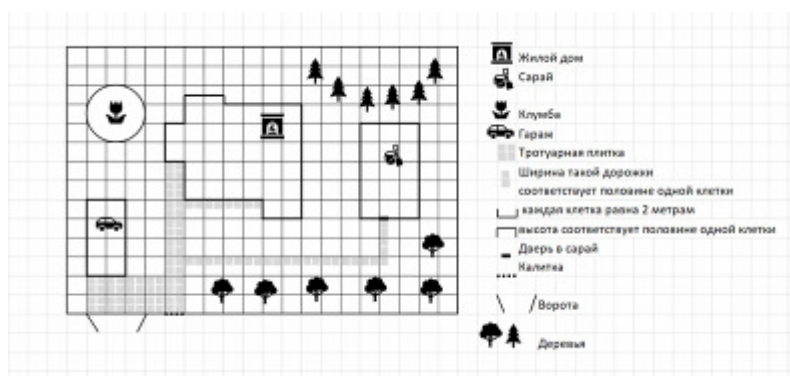 Жилой дом
Сарай
Клумба
Гараж
Тротуарная плитка
Ширина такой дорожки
соответствует половине одной клетки
каждая клетка равна 2 метрам
высота соответствует половине одной клетки
Дверь в сарай
Калитка
Ворота
Деревья